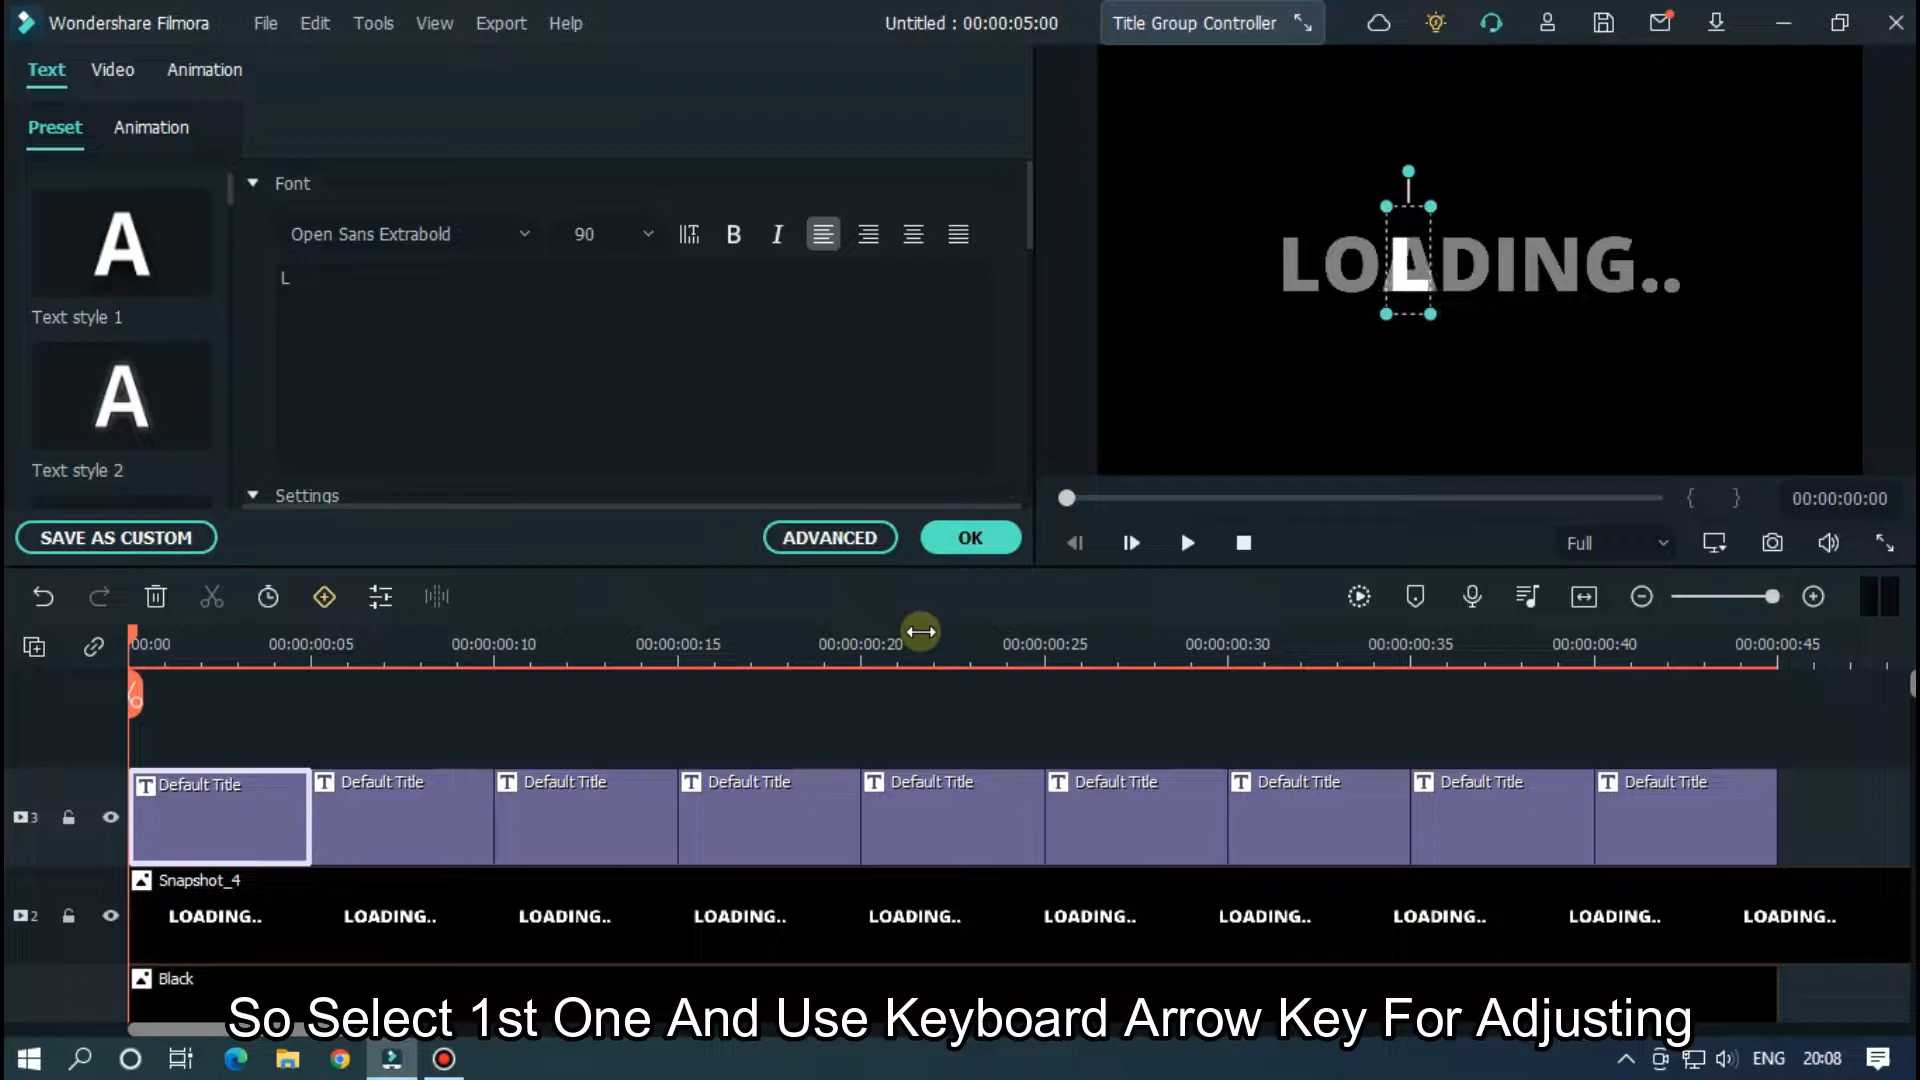 Wondershare Filmora File Edit Tools View Export Help Untitled : 00:00:05:00 Title Group Controller
Text Video Animation
Preset Animation
Font
Open Sans Extrabold 90 B I
L
A
Text style 1
A
Text style 2
Settings
SAVE AS CUSTOM ADVANCED OK
LOADING..
L
{ } 00:00:00:00
Full
00:00 00:00:00:05 00:00:00:10 00:00:00:15 00:00:00:20 00:00:00:25 00:00:00:30 00:00:00:35 00:00:00:40 00:00:00:45
T Default Title T Default Title T Default Title T Default Title T Default Title T Default Title T Default Title T Default Title T Default Title
3
Snapshot_4
2 LOADING.. LOADING.. LOADING.. LOADING.. LOADING.. LOADING.. LOADING.. LOADING.. LOADING.. LOADING..
Black
So Select 1st One And Use Keyboard Arrow Key For Adjusting
ENG 20:08